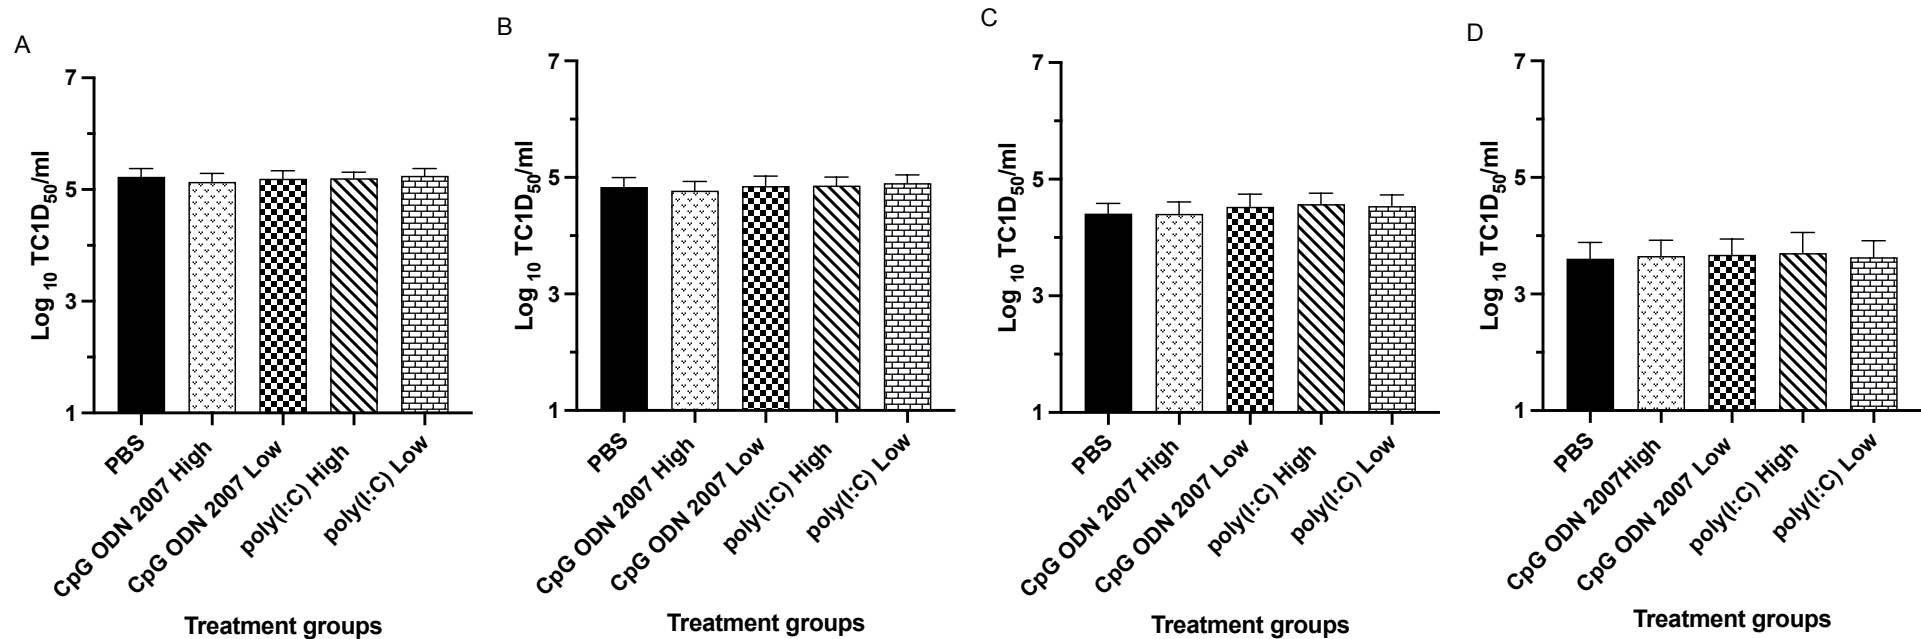 A
7
5
3
1
Log 10 TC1D50/ml
PBS
CpG ODN 2007 High
CpG ODN 2007 Low
poly(I:C) High
poly(I:C) Low
Treatment groups
B
7
5
3
1
Log 10 TC1D50/ml
PBS
CpG ODN 2007 High
CpG ODN 2007 Low
poly(I:C) High
poly(I:C) Low
Treatment groups
C
7
5
3
1
Log 10 TC1D50/ml
PBS
CpG ODN 2007 High
CpG ODN 2007 Low
poly(I:C) High
poly(I:C) Low
Treatment groups
D
7
5
3
1
Log 10 TC1D50/ml
PBS
CpG ODN 2007High
CpG ODN 2007 Low
poly(I:C) High
poly(I:C) Low
Treatment groups